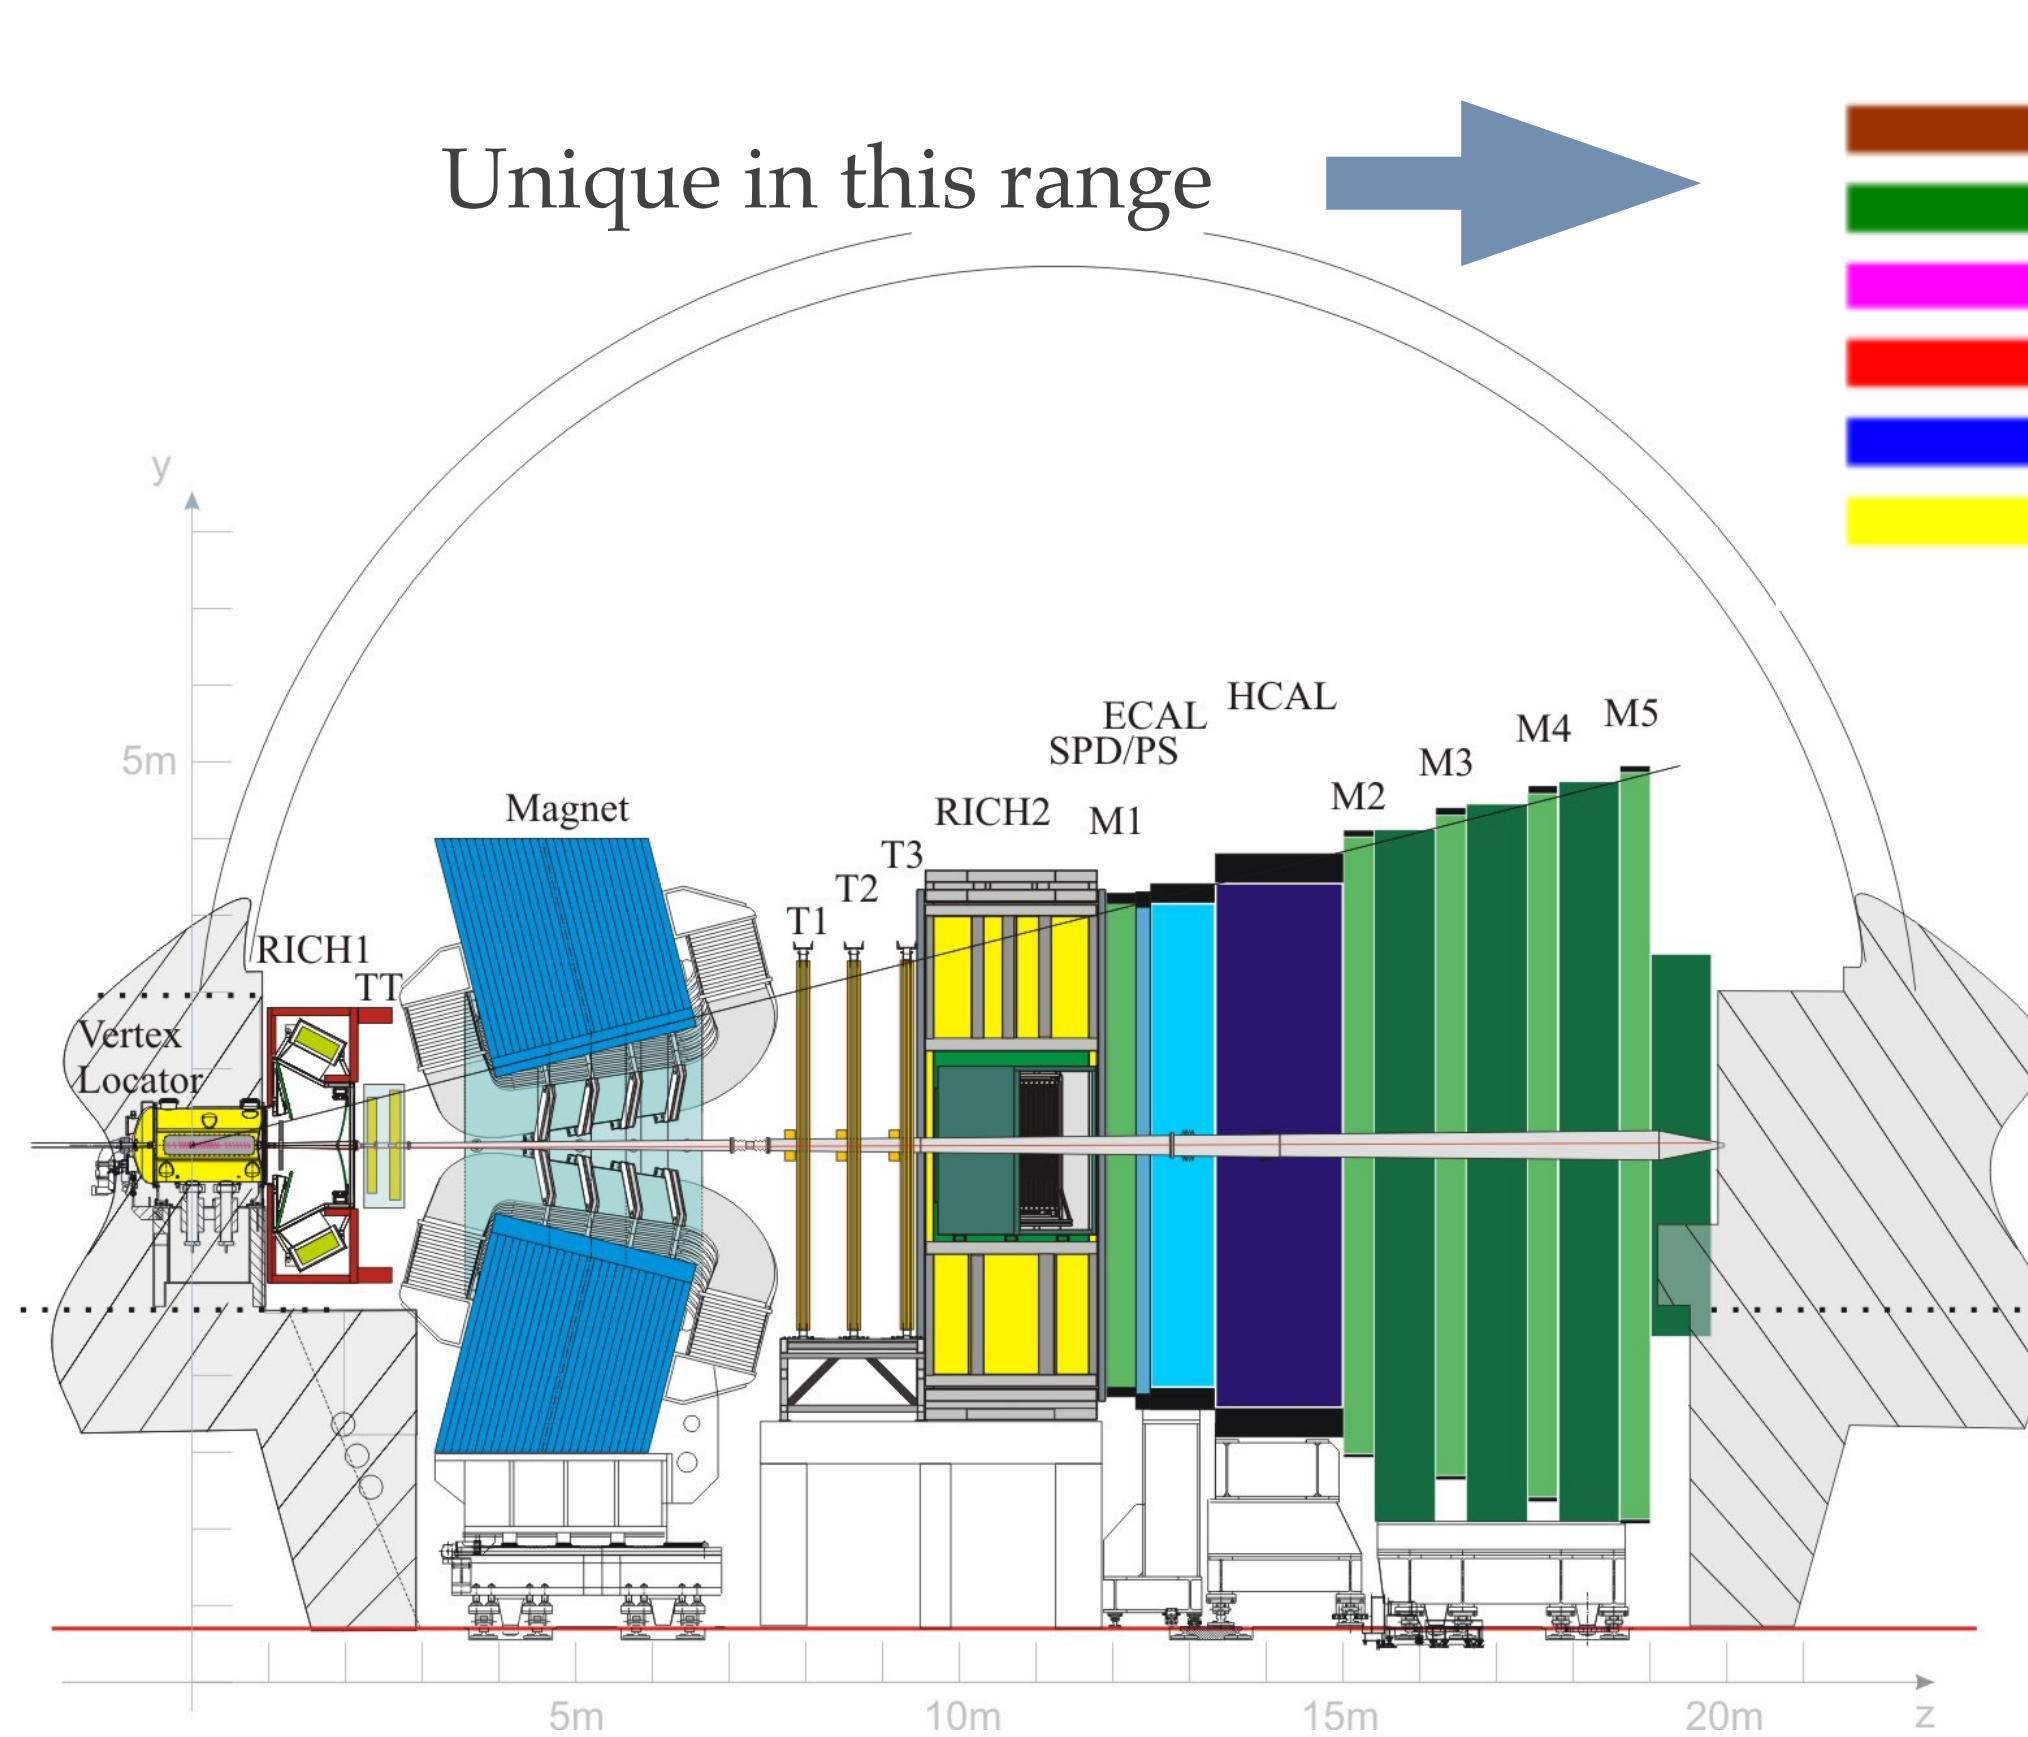 Unique in this range
y
5m
HCAL
ECAL
SPD/PS
M5
M4
M3
M2
M1
RICH2
Magnet
T3
T2
T1
RICH1
TT
Vertex
Locator
5m
10m
15m
20m
z